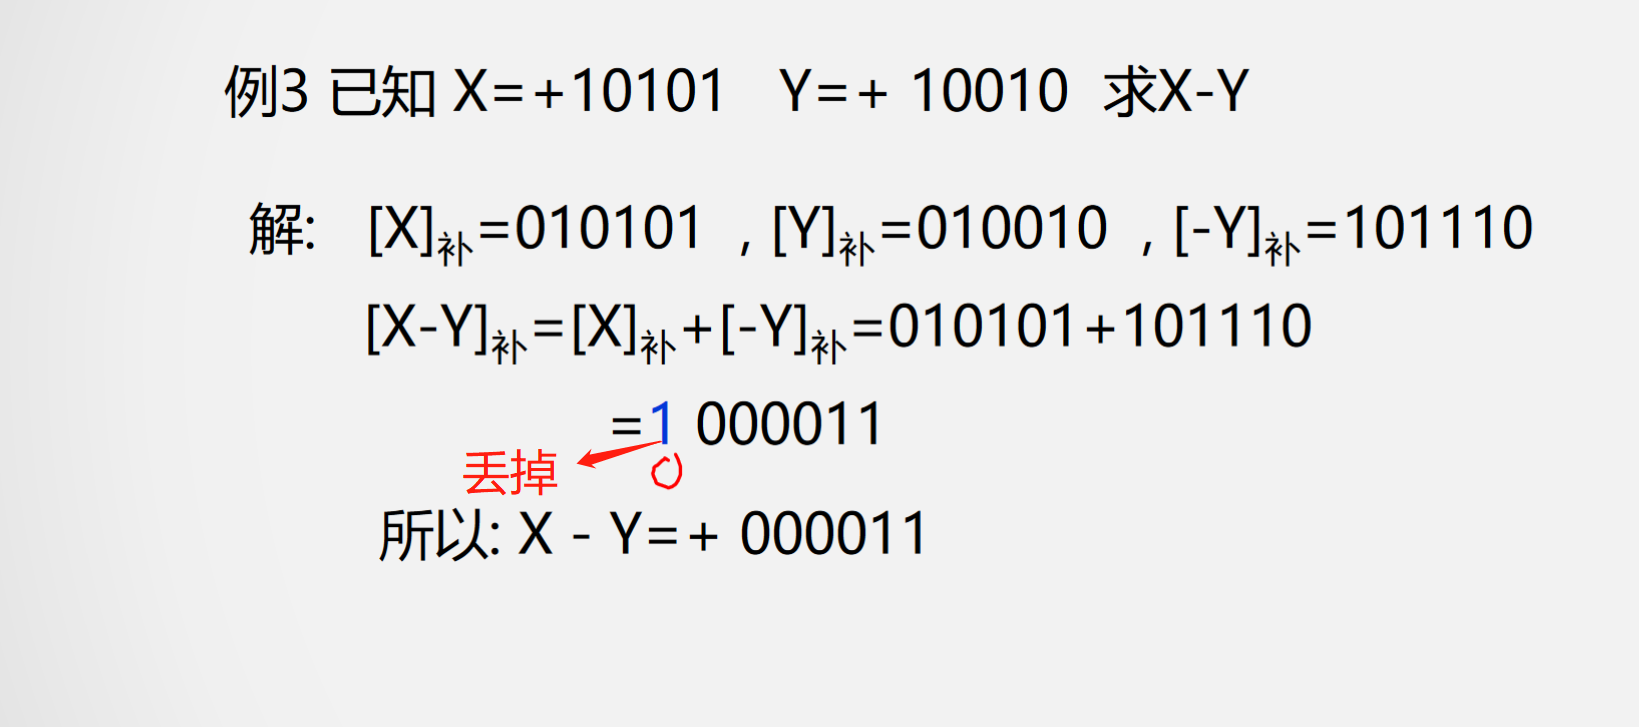 例3 已知 X=+10101 Y=+ 10010 求X-Y
解: [X]补=010101 , [Y]补=010010 , [-Y]补=101110
[X-Y]补=[X]补+[-Y]补=010101+101110
=1 000011
丢掉
所以: X - Y=+ 000011